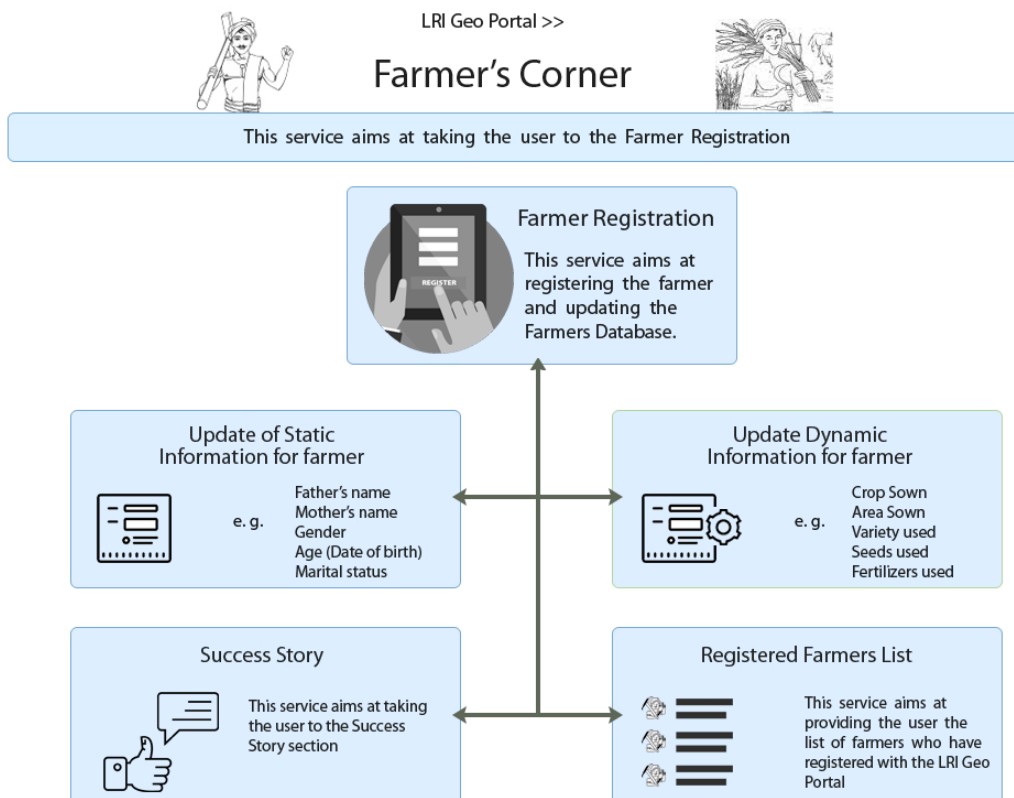 LRI Geo Portal >>
Farmer's Corner
This service aims at taking the user to the Farmer Registration
Farmer Registration
This service aims at
registering the farmer
and updating the
Farmers Database.
REGISTER
Update of Static
Information for farmer
e. g.
Father's name
Mother's name
Gender
Age (Date of birth)
Marital status
Update Dynamic
Information for farmer
e. g.
Crop Sown
Area Sown
Variety used
Seeds used
Fertilizers used
Success Story
This service aims at taking
the user to the Success
Story section
Registered Farmers List
This service aims at
providing the user the
list of farmers who have
registered with the LRI Geo
Portal